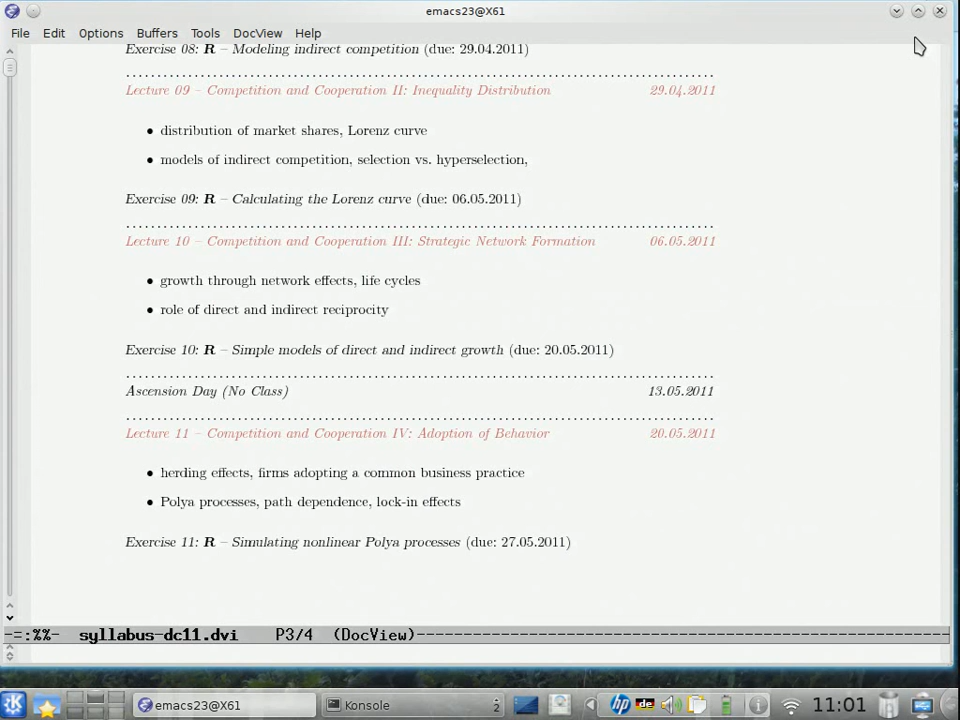 emacs23@X61
File Edit Options Buffers Tools DocView Help
Exercise 08: R – Modeling indirect competition (due: 29.04.2011)
Lecture 09 – Competition and Cooperation II: Inequality Distribution 29.04.2011
• distribution of market shares, Lorenz curve
• models of indirect competition, selection vs. hyperselection,
Exercise 09: R – Calculating the Lorenz curve (due: 06.05.2011)
Lecture 10 – Competition and Cooperation III: Strategic Network Formation 06.05.2011
• growth through network effects, life cycles
• role of direct and indirect reciprocity
Exercise 10: R – Simple models of direct and indirect growth (due: 20.05.2011)
Ascension Day (No Class) 13.05.2011
Lecture 11 – Competition and Cooperation IV: Adoption of Behavior 20.05.2011
• herding effects, firms adopting a common business practice
• Polya processes, path dependence, lock-in effects
Exercise 11: R – Simulating nonlinear Polya processes (due: 27.05.2011)
-=:%%- syllabus-dc11.dvi P3/4 (DocView)
emacs23@X61 Konsole 2 hp de 11:01